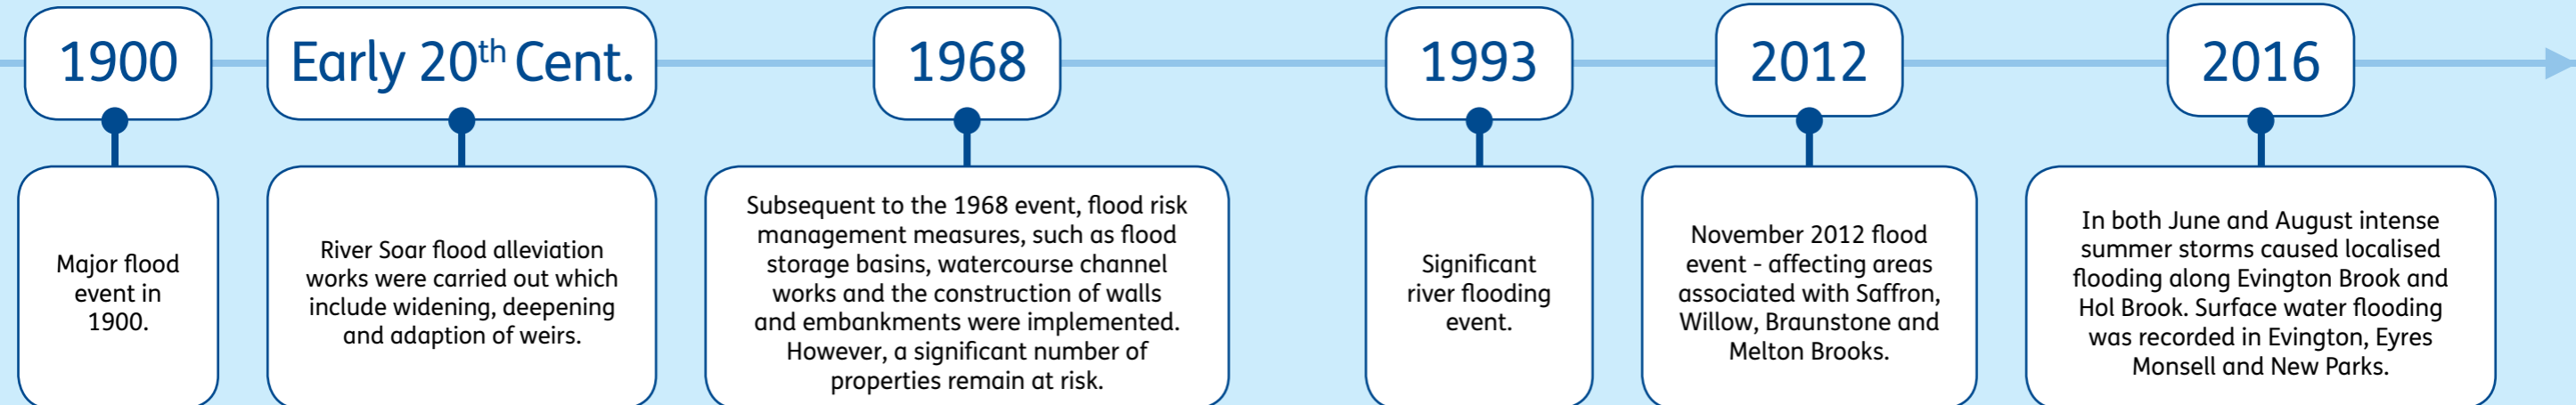 1900
Early 20th Cent.
1968
1993
2012
2016
Major flood
event in
1900.
River Soar flood alleviation
works were carried out which
include widening, deepening
and adaption of weirs.
Subsequent to the 1968 event, flood risk
management measures, such as flood
storage basins, watercourse channel
works and the construction of walls
and embankments were implemented.
However, a significant number of
properties remain at risk.
Significant
river flooding
event.
November 2012 flood
event - affecting areas
associated with Saffron,
Willow, Braunstone and
Melton Brooks.
In both June and August intense
summer storms caused localised
flooding along Evington Brook and
Hol Brook. Surface water flooding
was recorded in Evington, Eyres
Monsell and New Parks.